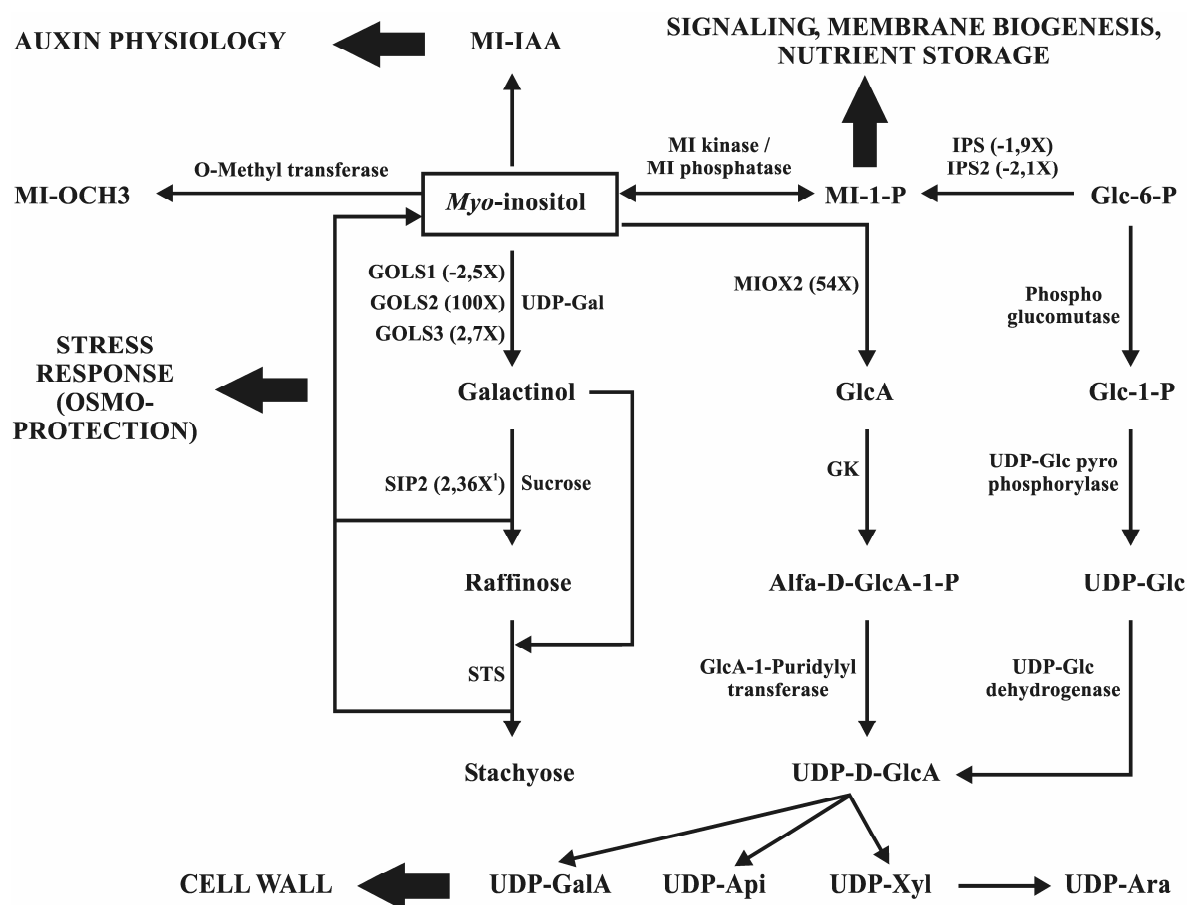 AUXIN PHYSIOLOGY
MI-IAA
SIGNALING, MEMBRANE BIOGENESIS,
NUTRIENT STORAGE
MI-OCH3
O-Methyl transferase
Myo-inositol
MI kinase /
MI phosphatase
MI-1-P
IPS (-1,9X)
IPS2 (-2,1X)
Glc-6-P
GOLS1 (-2,5X)
GOLS2 (100X)
GOLS3 (2,7X)
UDP-Gal
MIOX2 (54X)
Phospho
glucomutase
STRESS
RESPONSE
(OSMO-
PROTECTION)
Galactinol
GlcA
Glc-1-P
SIP2 (2,36X¹)
Sucrose
GK
UDP-Glc pyro
phosphorylase
Raffinose
Alfa-D-GlcA-1-P
UDP-Glc
STS
GlcA-1-Puridylyl
transferase
UDP-Glc
dehydrogenase
Stachyose
UDP-D-GlcA
CELL WALL
UDP-GalA
UDP-Api
UDP-Xyl
UDP-Ara